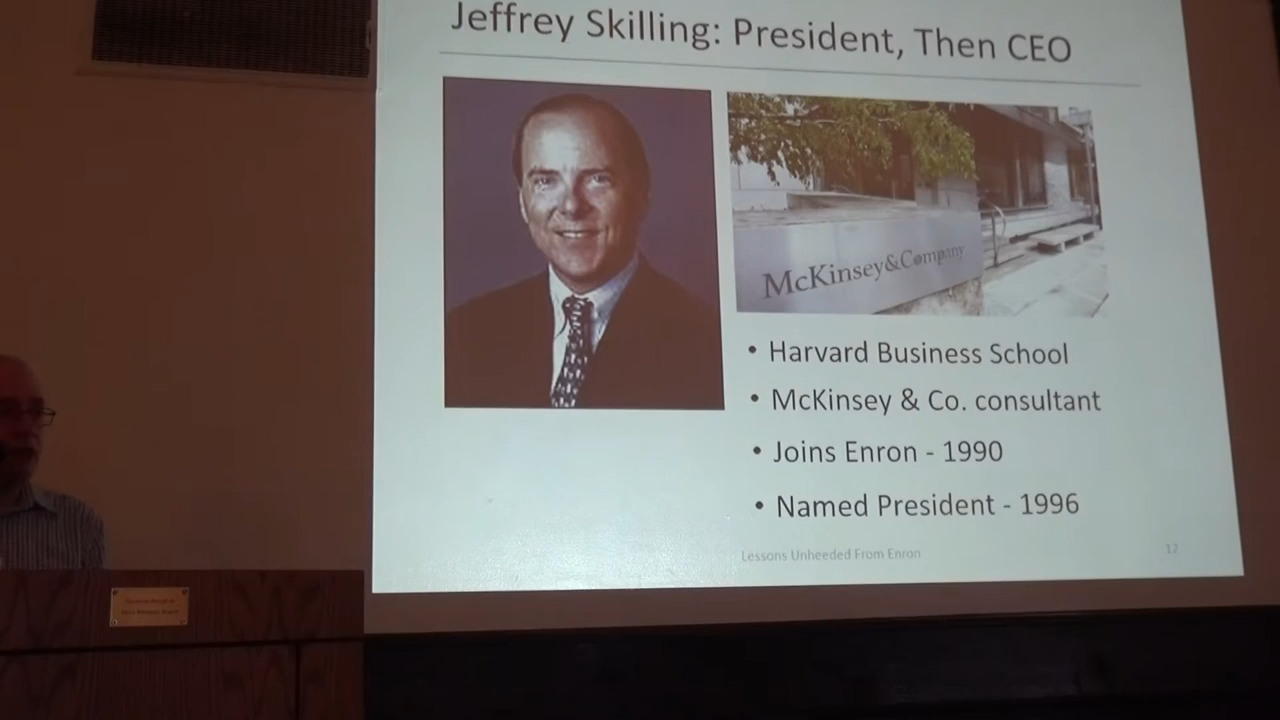 Jeffrey Skilling: President, Then CEO
McKinsey&Company
• Harvard Business School
• McKinsey & Co. consultant
• Joins Enron - 1990
• Named President - 1996
Lessons Unheeded From Enron
12